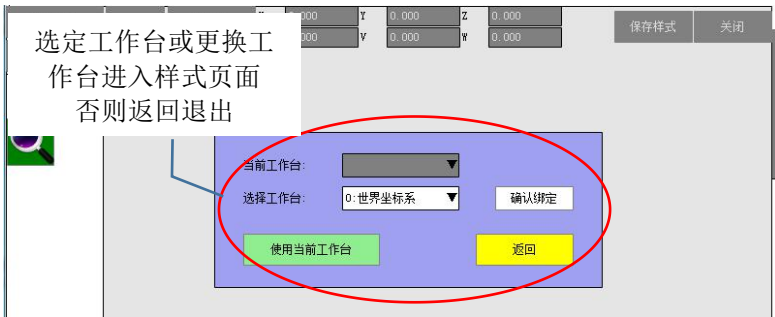 Y 0.000 Z 0.000
V 0.000 W 0.000
保存样式 关闭
选定工作台或更换工
作台进入样式页面
否则返回退出
当前工作台:
选择工作台: 0:世界坐标系 确认绑定
使用当前工作台 返回